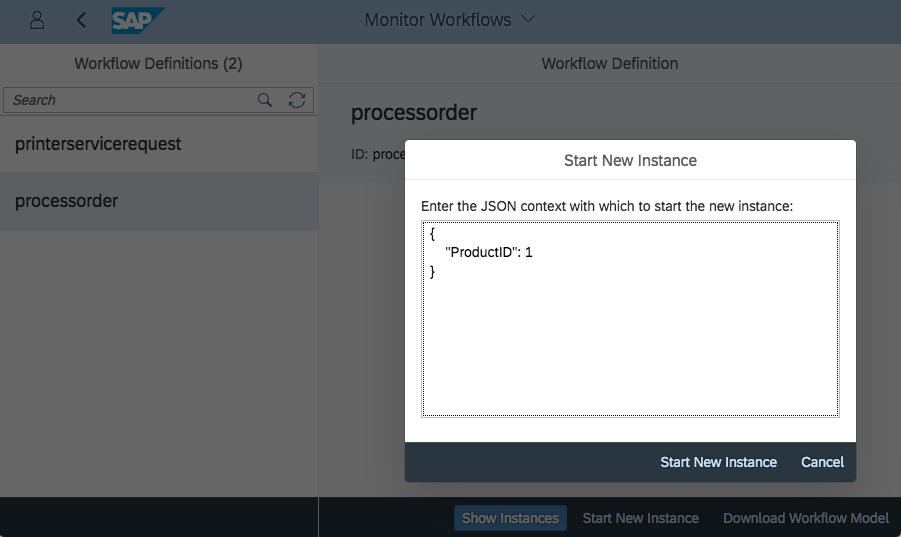 SAP
Monitor Workflows
Workflow Definitions (2)
Workflow Definition
Search
processorder
printerservicerequest
ID: proce
processorder
Start New Instance
Enter the JSON context with which to start the new instance:
{
"ProductID": 1
}
Start New Instance Cancel
Show Instances Start New Instance Download Workflow Model